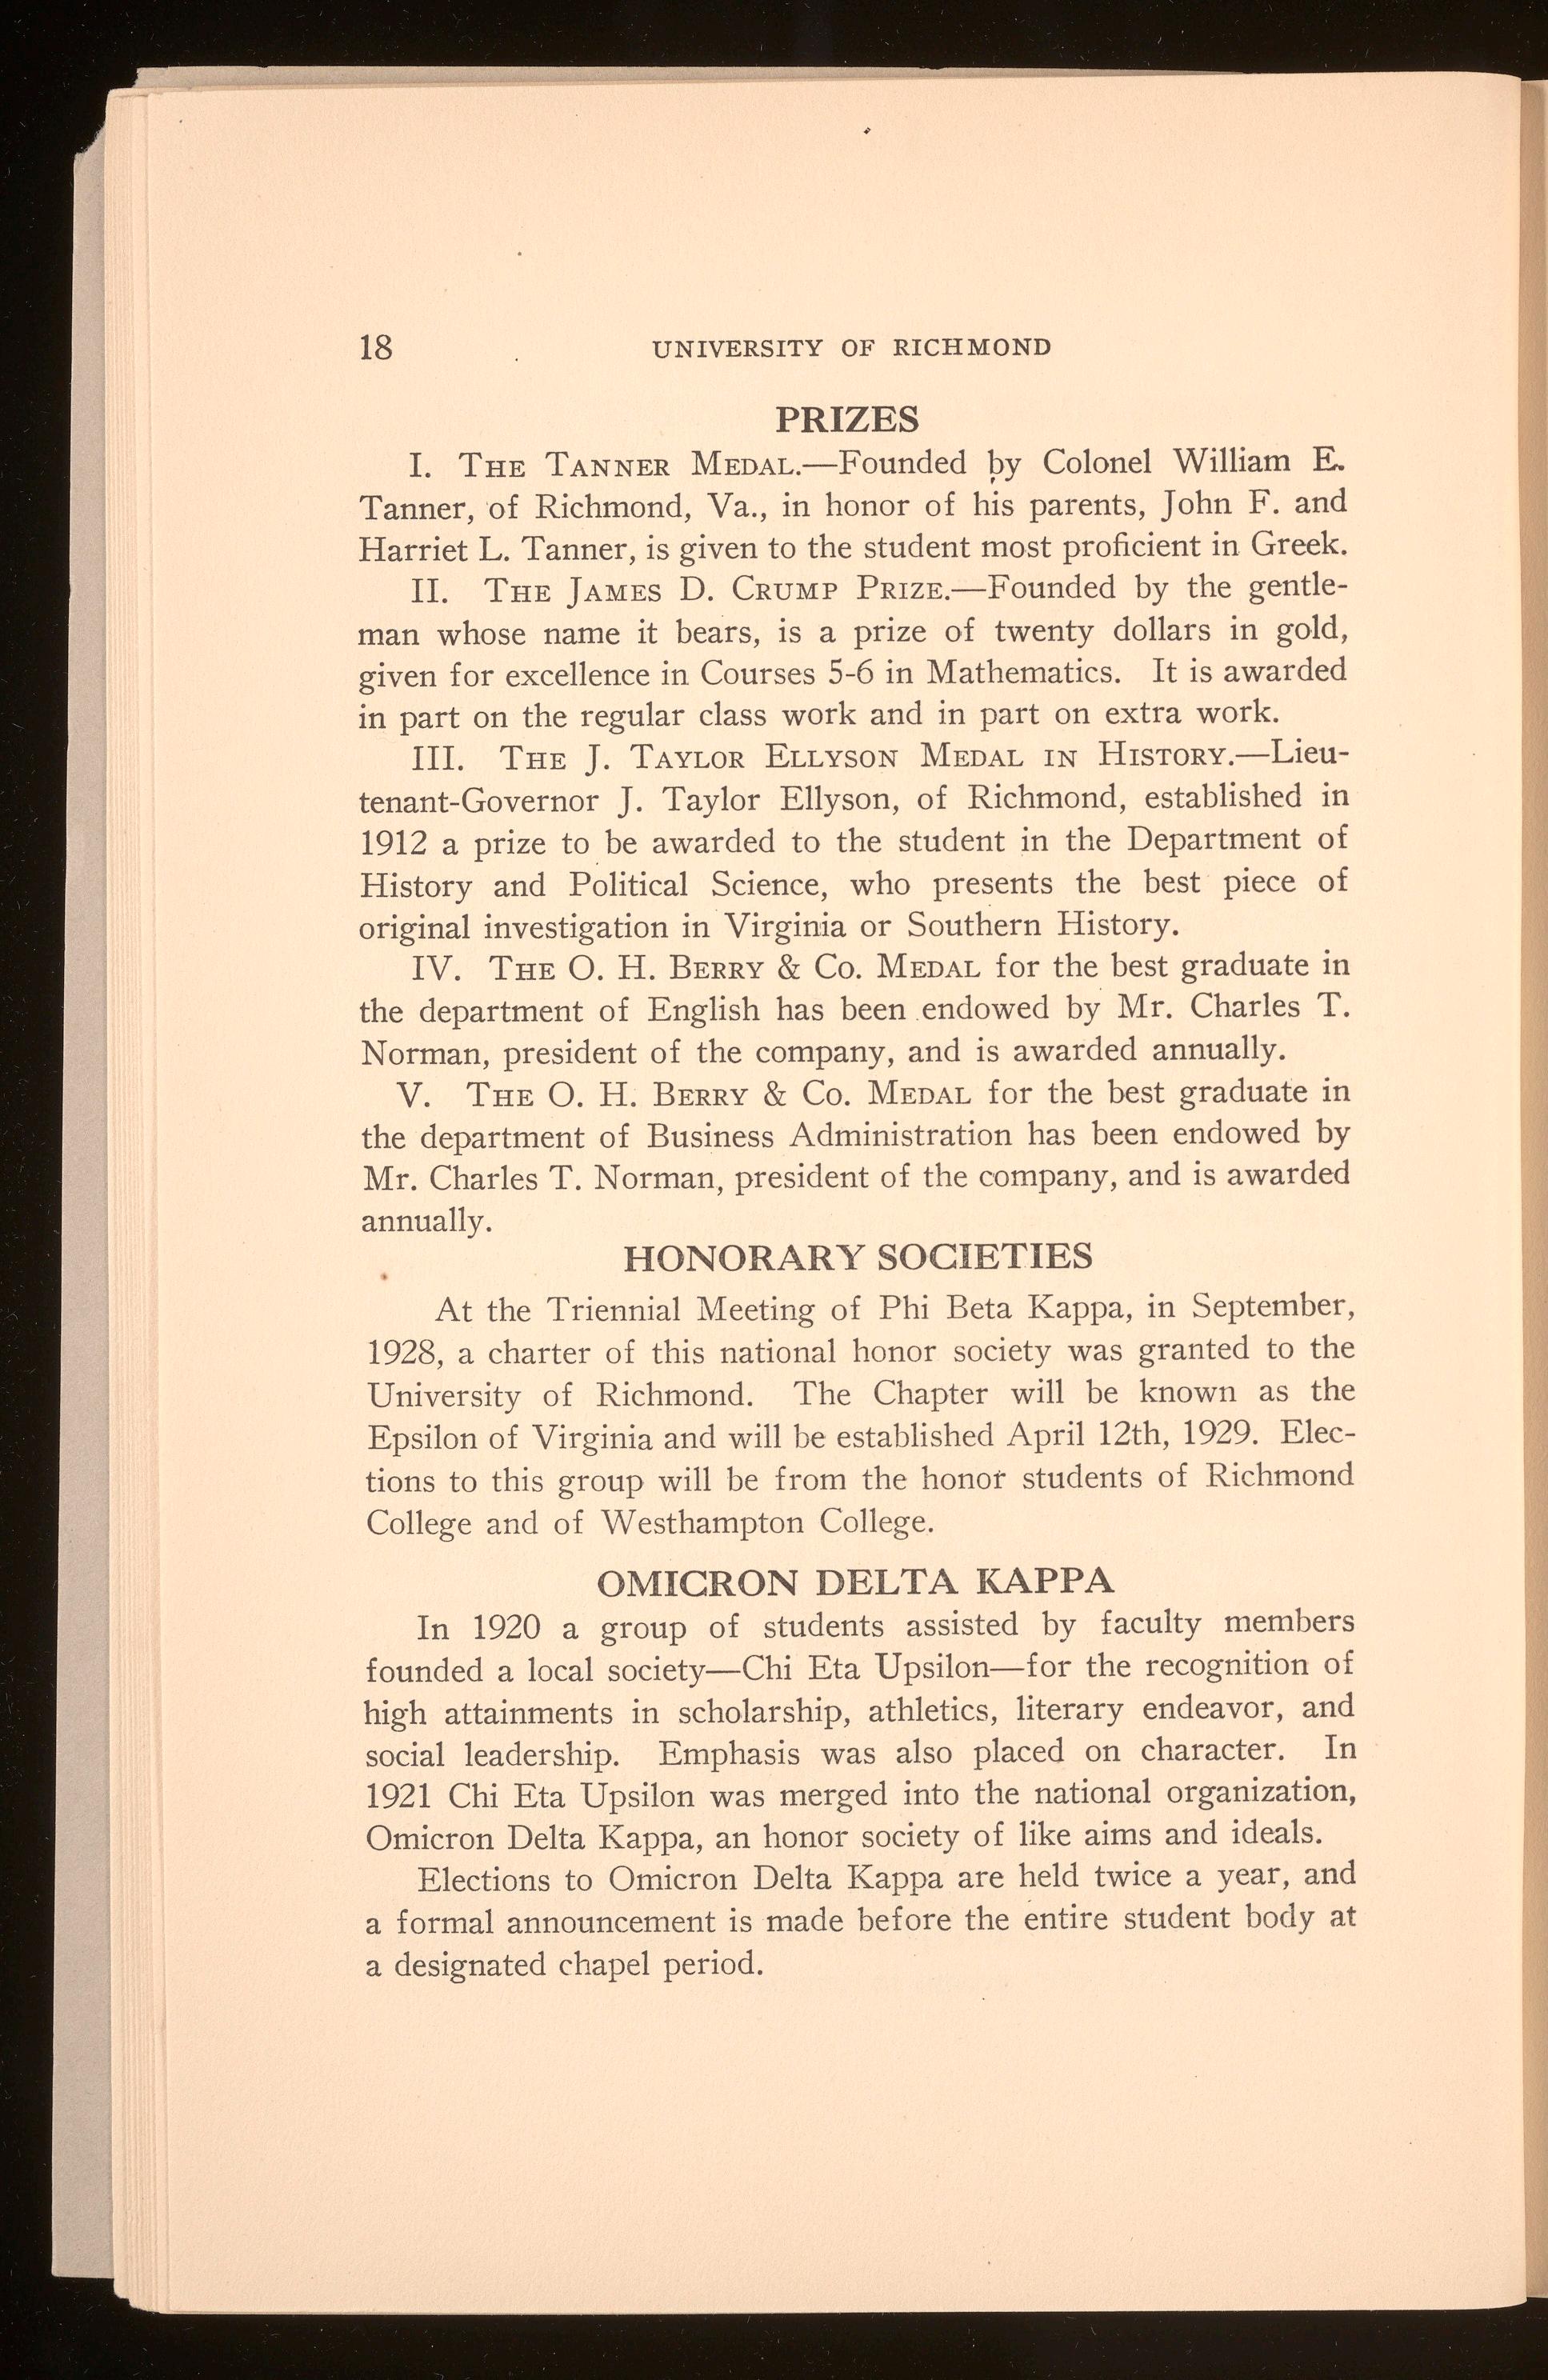 18 UNIVERSITY OF RICHMOND
PRIZES
I. THE TANNER MEDAL.—Founded by Colonel William E.
Tanner, of Richmond, Va., in honor of his parents, John F. and
Harriet L. Tanner, is given to the student most proficient in Greek.
II. THE JAMES D. CRUMP PRIZE.—Founded by the gentle-
man whose name it bears, is a prize of twenty dollars in gold,
given for excellence in Courses 5-6 in Mathematics. It is awarded
in part on the regular class work and in part on extra work.
III. THE J. TAYLOR ELLYSON MEDAL IN HISTORY.—Lieu-
tenant-Governor J. Taylor Ellyson, of Richmond, established in
1912 a prize to be awarded to the student in the Department of
History and Political Science, who presents the best piece of
original investigation in Virginia or Southern History.
IV. THE O. H. BERRY & CO. MEDAL for the best graduate in
the department of English has been endowed by Mr. Charles T.
Norman, president of the company, and is awarded annually.
V. THE O. H. BERRY & CO. MEDAL for the best graduate in
the department of Business Administration has been endowed by
Mr. Charles T. Norman, president of the company, and is awarded
annually.
HONORARY SOCIETIES
At the Triennial Meeting of Phi Beta Kappa, in September,
1928, a charter of this national honor society was granted to the
University of Richmond. The Chapter will be known as the
Epsilon of Virginia and will be established April 12th, 1929. Elec-
tions to this group will be from the honor students of Richmond
College and of Westhampton College.
OMICRON DELTA KAPPA
In 1920 a group of students assisted by faculty members
founded a local society—Chi Eta Upsilon—for the recognition of
high attainments in scholarship, athletics, literary endeavor, and
social leadership. Emphasis was also placed on character. In
1921 Chi Eta Upsilon was merged into the national organization,
Omicron Delta Kappa, an honor society of like aims and ideals.
Elections to Omicron Delta Kappa are held twice a year, and
a formal announcement is made before the entire student body at
a designated chapel period.